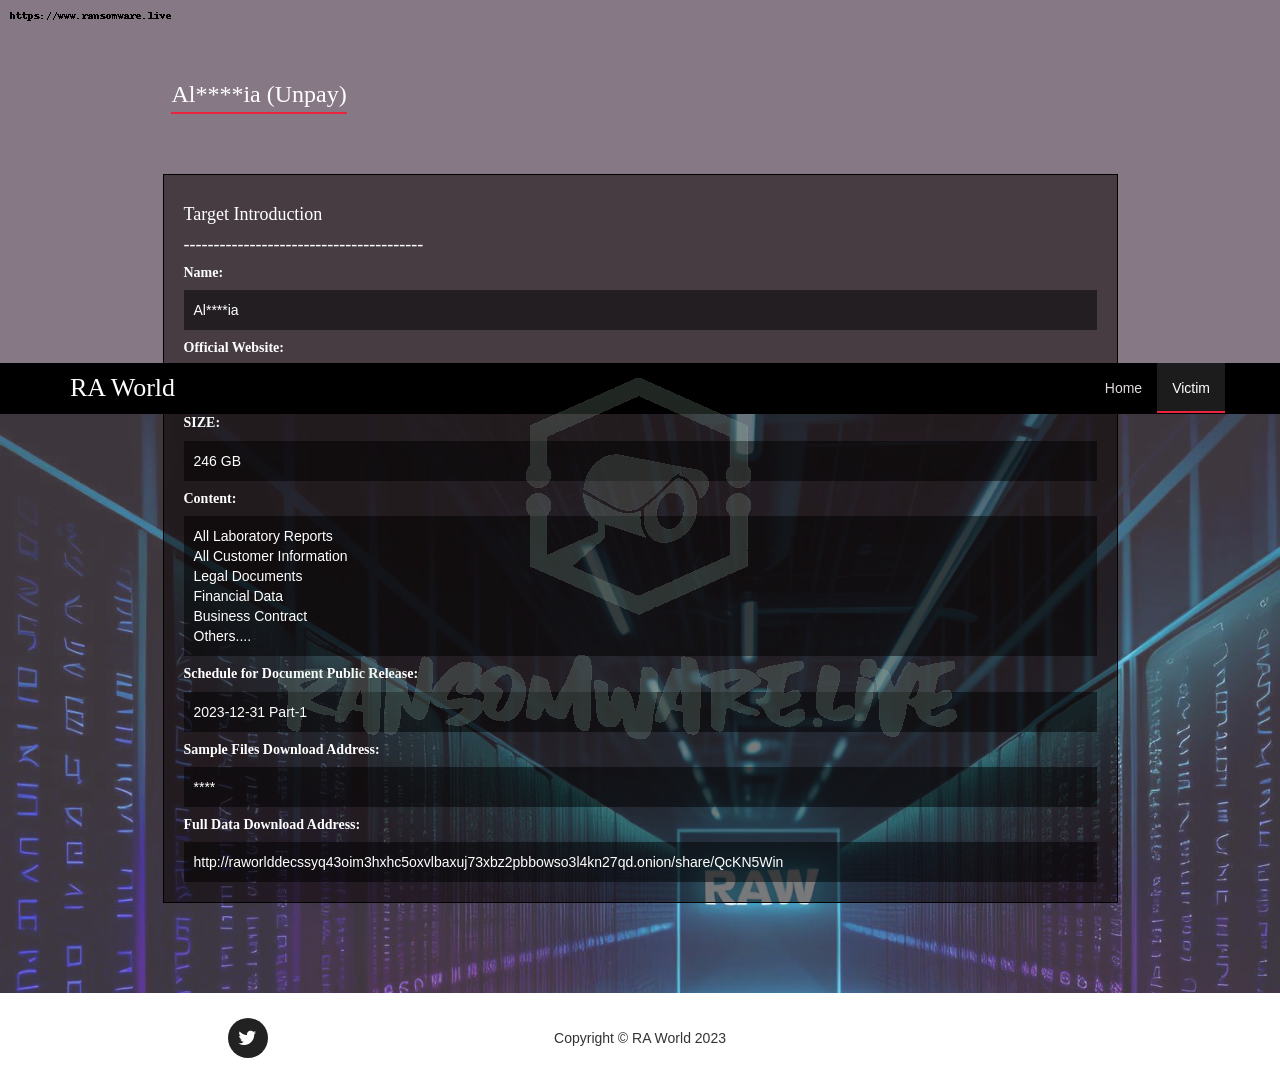 https://www.ransomware.live
Al****ia (Unpay)
Target Introduction
----------------------------------------
Name:
Al****ia
Official Website:
RA World
Home
Victim
SIZE:
246 GB
Content:
All Laboratory Reports
All Customer Information
Legal Documents
Financial Data
Business Contract
Others....
Schedule for Document Public Release:
RANSOMWARE.LIVE
2023-12-31 Part-1
Sample Files Download Address:
****
Full Data Download Address:
http://raworlddecssyq43oim3hxhc5oxvlbaxuj73xbz2pbbowso3l4kn27qd.onion/share/QcKN5Win
RAW
Copyright © RA World 2023